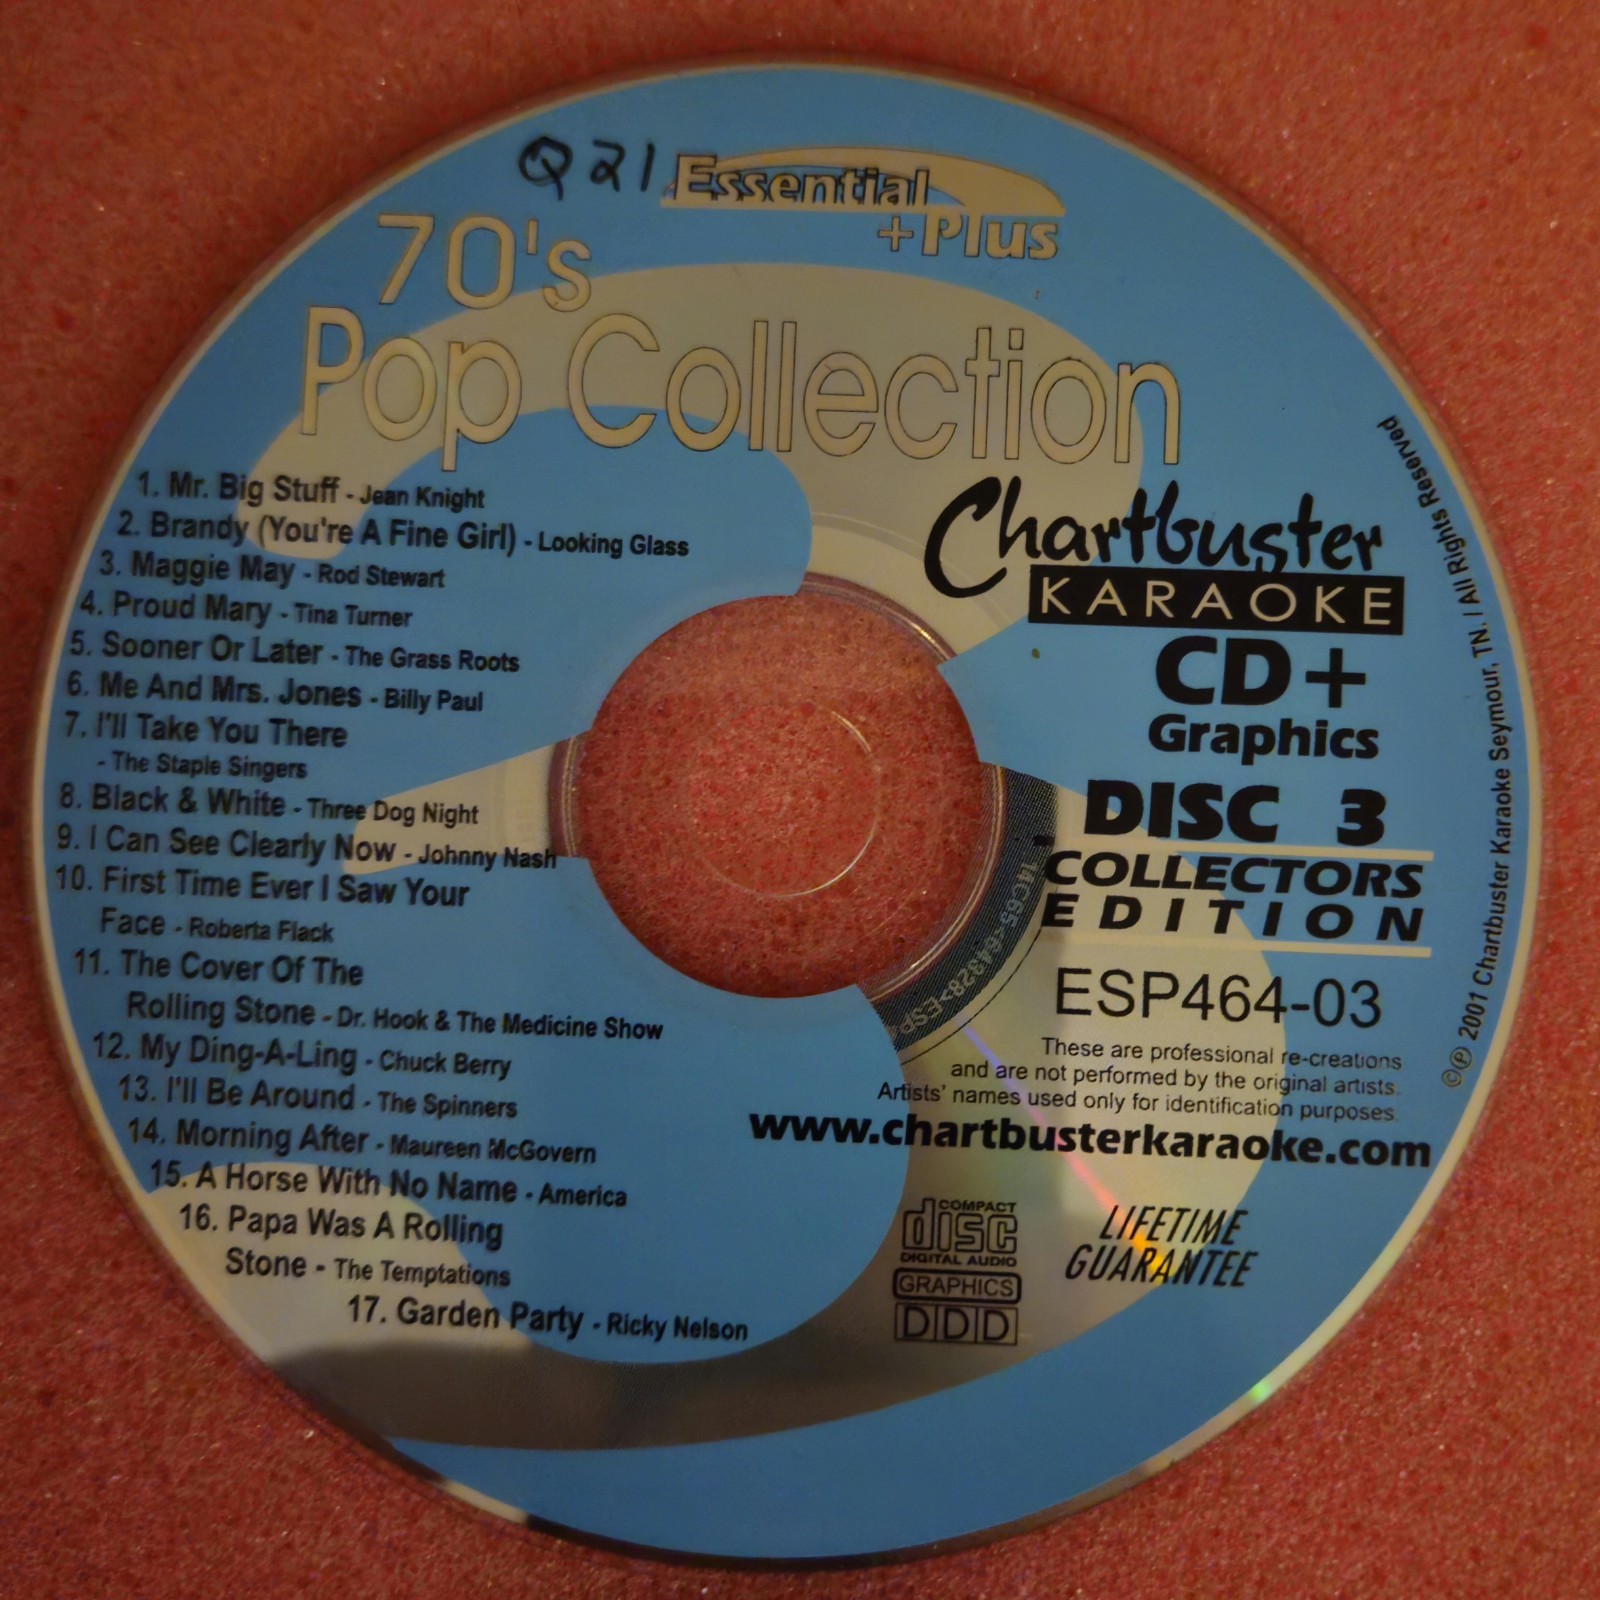 Q21
Essential
+Plus
70's
Pop Collection
1. Mr. Big Stuff - Jean Knight
2. Brandy (You're A Fine Girl) - Looking Glass
3. Maggie May - Rod Stewart
4. Proud Mary - Tina Turner
5. Sooner Or Later - The Grass Roots
6. Me And Mrs. Jones - Billy Paul
7. I'll Take You There
- The Staple Singers
8. Black & White - Three Dog Night
9. I Can See Clearly Now - Johnny Nash
10. First Time Ever I Saw Your
Face - Roberta Flack
11. The Cover Of The
Rolling Stone - Dr. Hook & The Medicine Show
12. My Ding-A-Ling - Chuck Berry
13. I'll Be Around - The Spinners
14. Morning After - Maureen McGovern
15. A Horse With No Name - America
16. Papa Was A Rolling
Stone - The Temptations
17. Garden Party - Ricky Nelson
Chartbuster
KARAOKE
CD+
Graphics
DISC 3
COLLECTORS
EDITION
ESP464-03
These are professional re-creations
and are not performed by the original artists.
Artists' names used only for identification purposes.
www.chartbusterkaraoke.com
COMPACT
disc
DIGITAL AUDIO
GRAPHICS
DDD
LIFETIME
GUARANTEE
©℗ 2001 Chartbuster Karaoke Seymour, TN. / All Rights Reserved